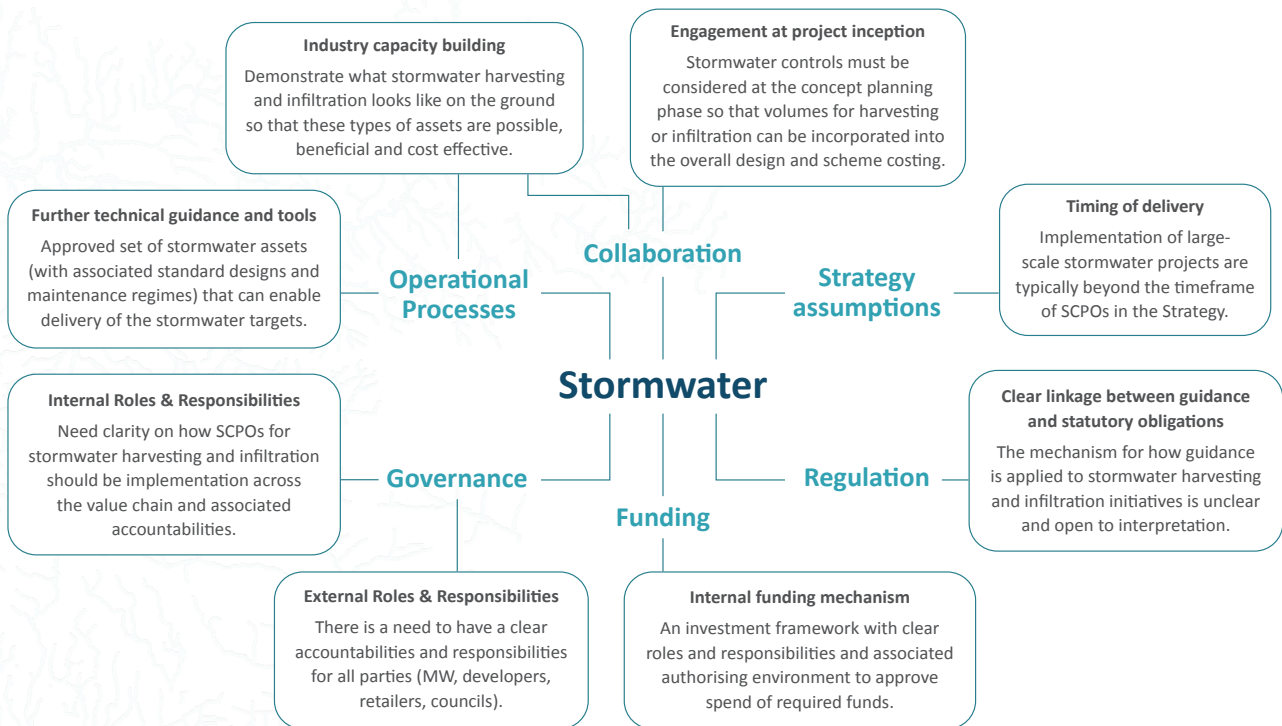 Industry capacity building
Demonstrate what stormwater harvesting
and infiltration looks like on the ground
so that these types of assets are possible,
beneficial and cost effective.
Engagement at project inception
Stormwater controls must be
considered at the concept planning
phase so that volumes for harvesting
or infiltration can be incorporated into
the overall design and scheme costing.
Further technical guidance and tools
Approved set of stormwater assets
(with associated standard designs and
maintenance regimes) that can enable
delivery of the stormwater targets.
Operational
Processes
Collaboration
Strategy
assumptions
Timing of delivery
Implementation of large-
scale stormwater projects are
typically beyond the timeframe
of SCPOs in the Strategy.
Stormwater
Internal Roles & Responsibilities
Need clarity on how SCPOs for
stormwater harvesting and infiltration
should be implementation across
the value chain and associated
accountabilities.
Governance
Funding
Regulation
Clear linkage between guidance
and statutory obligations
The mechanism for how guidance
is applied to stormwater harvesting
and infiltration initiatives is unclear
and open to interpretation.
External Roles & Responsibilities
There is a need to have a clear
accountabilities and responsibilities
for all parties (MW, developers,
retailers, councils).
Internal funding mechanism
An investment framework with clear
roles and responsibilities and associated
authorising environment to approve
spend of required funds.